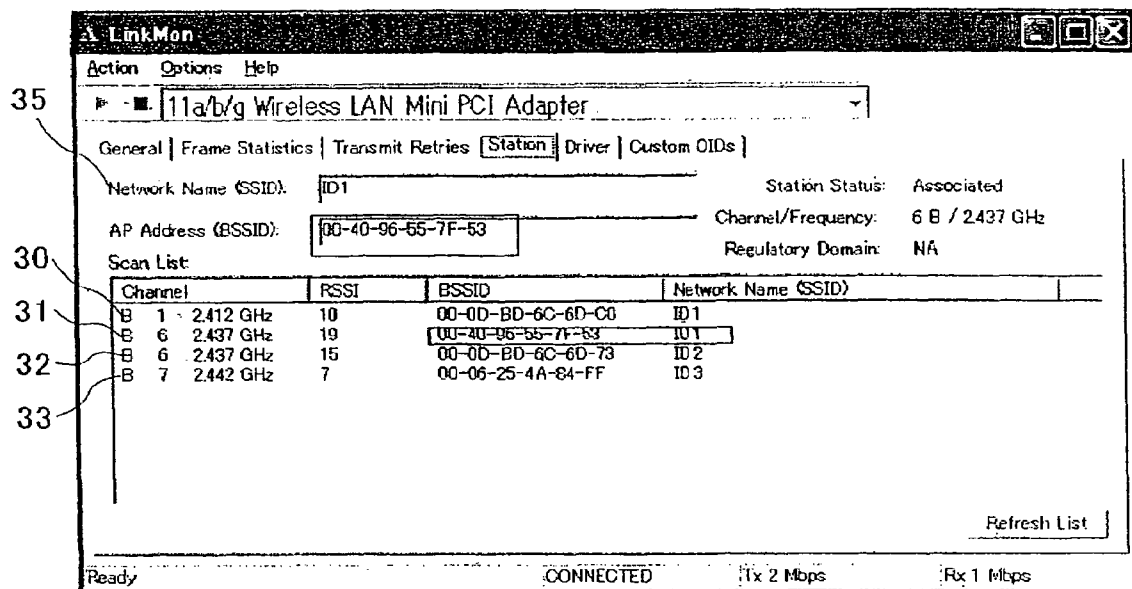 LinkMon
Action Options Help
35
11a/b/g Wireless LAN Mini PCI Adapter
General | Frame Statistics | Transmit Retries | Station | Driver | Custom OIDs |
Network Name (SSID): ID1 Station Status: Associated
AP Address (BSSID): 00-40-96-55-7F-53 Channel/Frequency: 6 B / 2.437 GHz
Regulatory Domain: NA
Scan List:
Channel RSSI BSSID Network Name (SSID)
30 B 1 - 2.412 GHz 10 00-0D-BD-6C-6D-C6 ID1
31 B 6 2.437 GHz 19 00-40-96-55-7F-53 ID1
32 B 6 2.437 GHz 15 00-0D-BD-6C-6D-73 ID2
33 B 7 2.442 GHz 7 00-06-25-4A-84-FF ID3
Refresh List
Ready CONNECTED Tx 2 Mbps Rx 1 Mbps